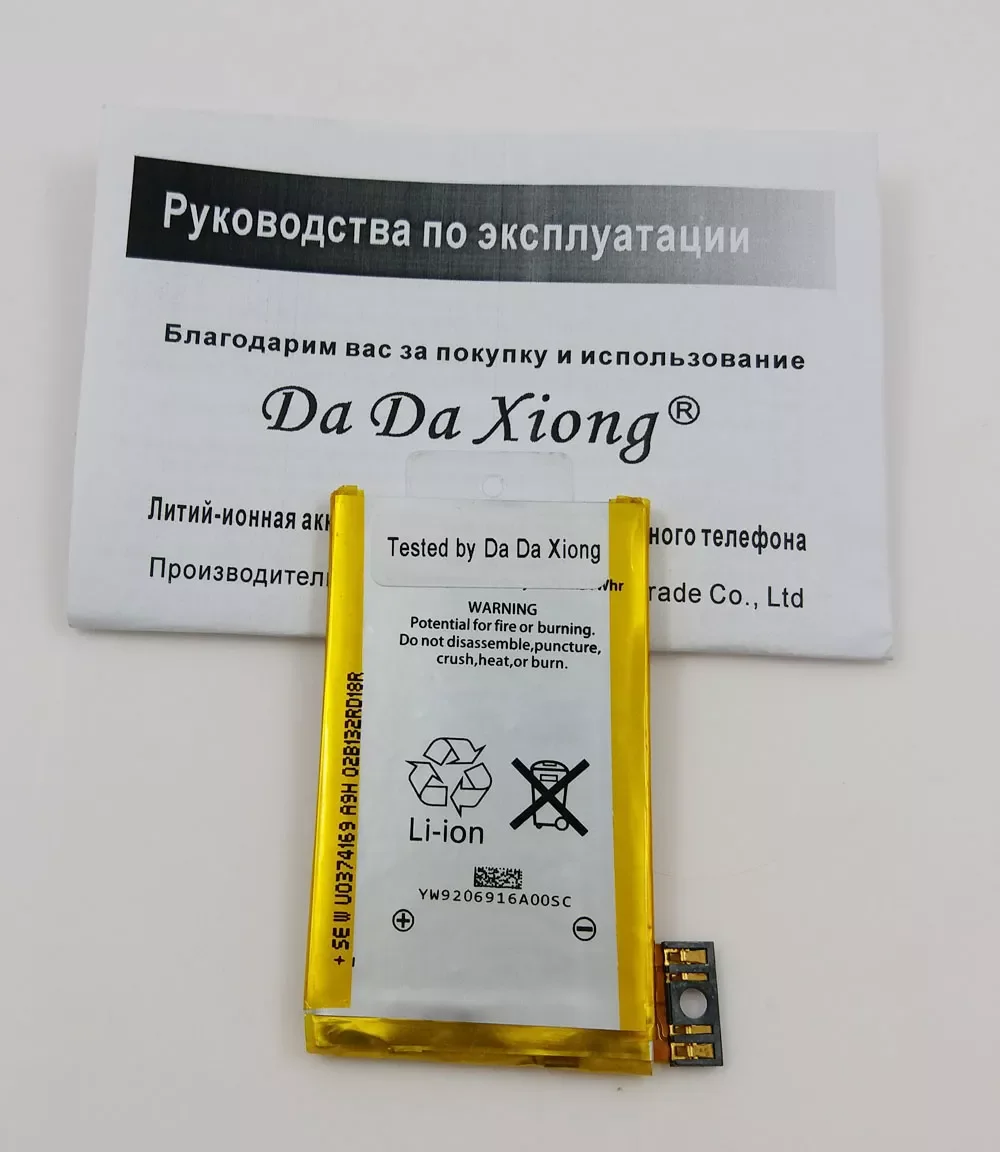 Руководства по эксплуатации
Благодарим вас за покупку и использование
Da Da Xiong®
Литий-ионная
ного телефона
rade Co., Ltd
Tested by Da Da Xiong
Whr
WARNING
Potential for fire or burning.
Do not disassemble,puncture,
crush,heat,or burn.
Li-ion
YW9206916A00SC
+ SE W U0374169 A9H 02B132RD18R